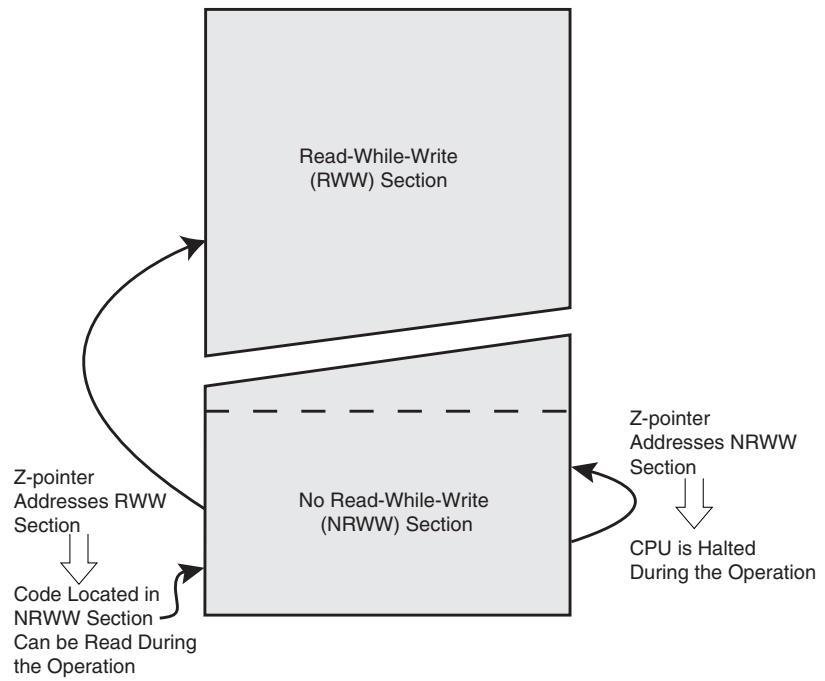 Read-While-Write
(RWW) Section
Z-pointer
Addresses NRWW
Section
Z-pointer
Addresses RWW
Section
No Read-While-Write
(NRWW) Section
CPU is Halted
During the Operation
Code Located in
NRWW Section
Can be Read During
the Operation